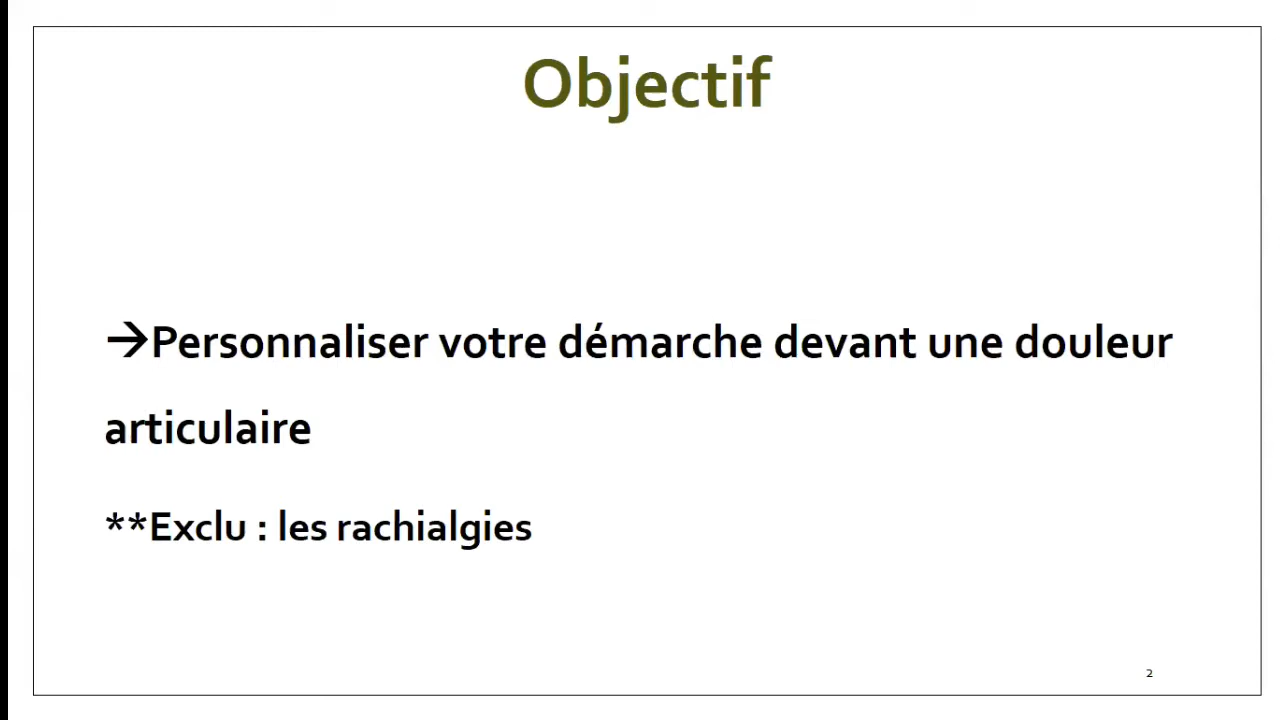 Objectif
→Personnaliser votre démarche devant une douleur
articulaire
**Exclu : les rachialgies
2